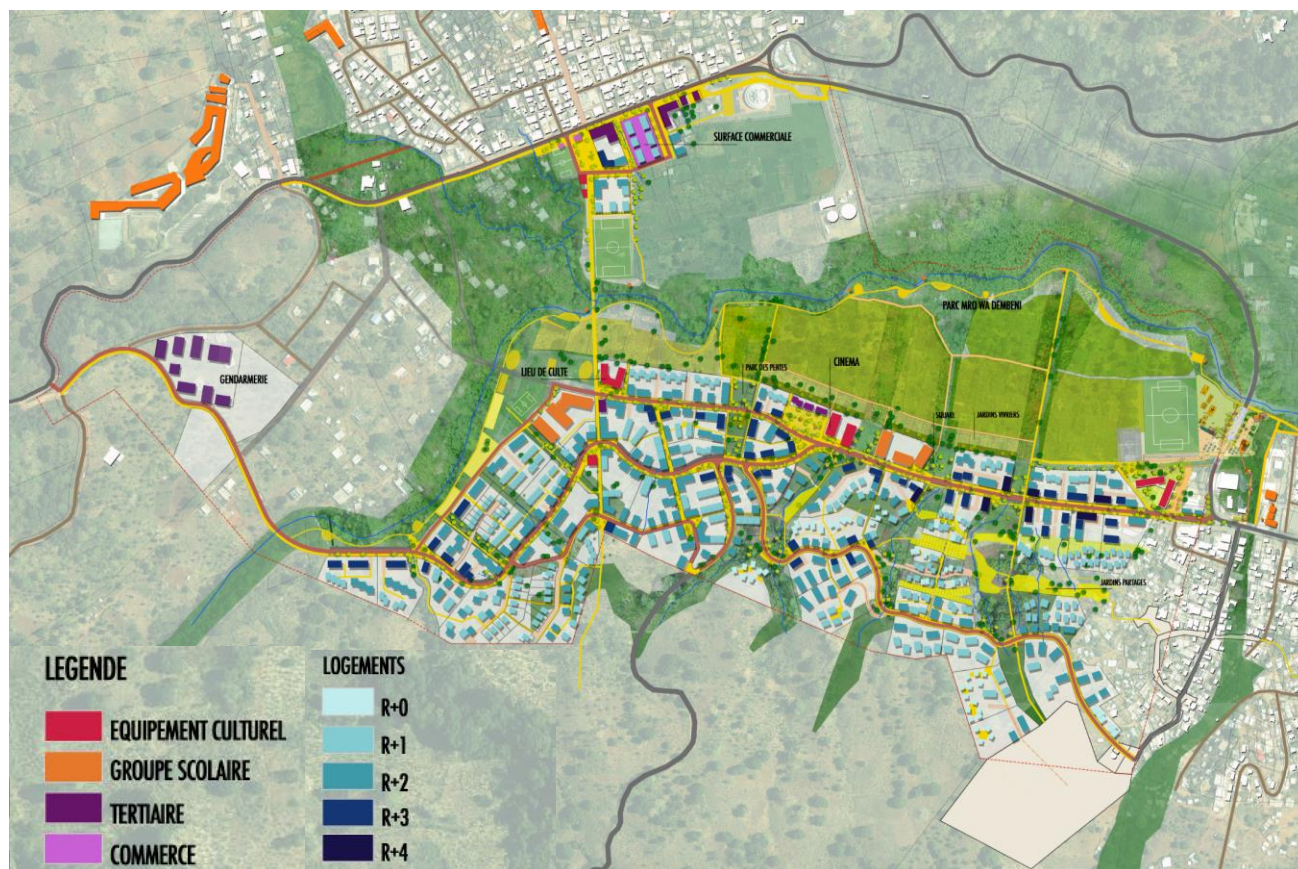 SURFACE COMMERCIALE
PARC MRO WA DEMBENI
GENDARMERIE
LIEU DE CULTE
PARC DES PENTES
CINEMA
SQUARE
JARDINS VIVRIERS
JARDINS PARTAGES
LEGENDE
EQUIPEMENT CULTUREL
GROUPE SCOLAIRE
TERTIAIRE
COMMERCE
LOGEMENTS
R+0
R+1
R+2
R+3
R+4